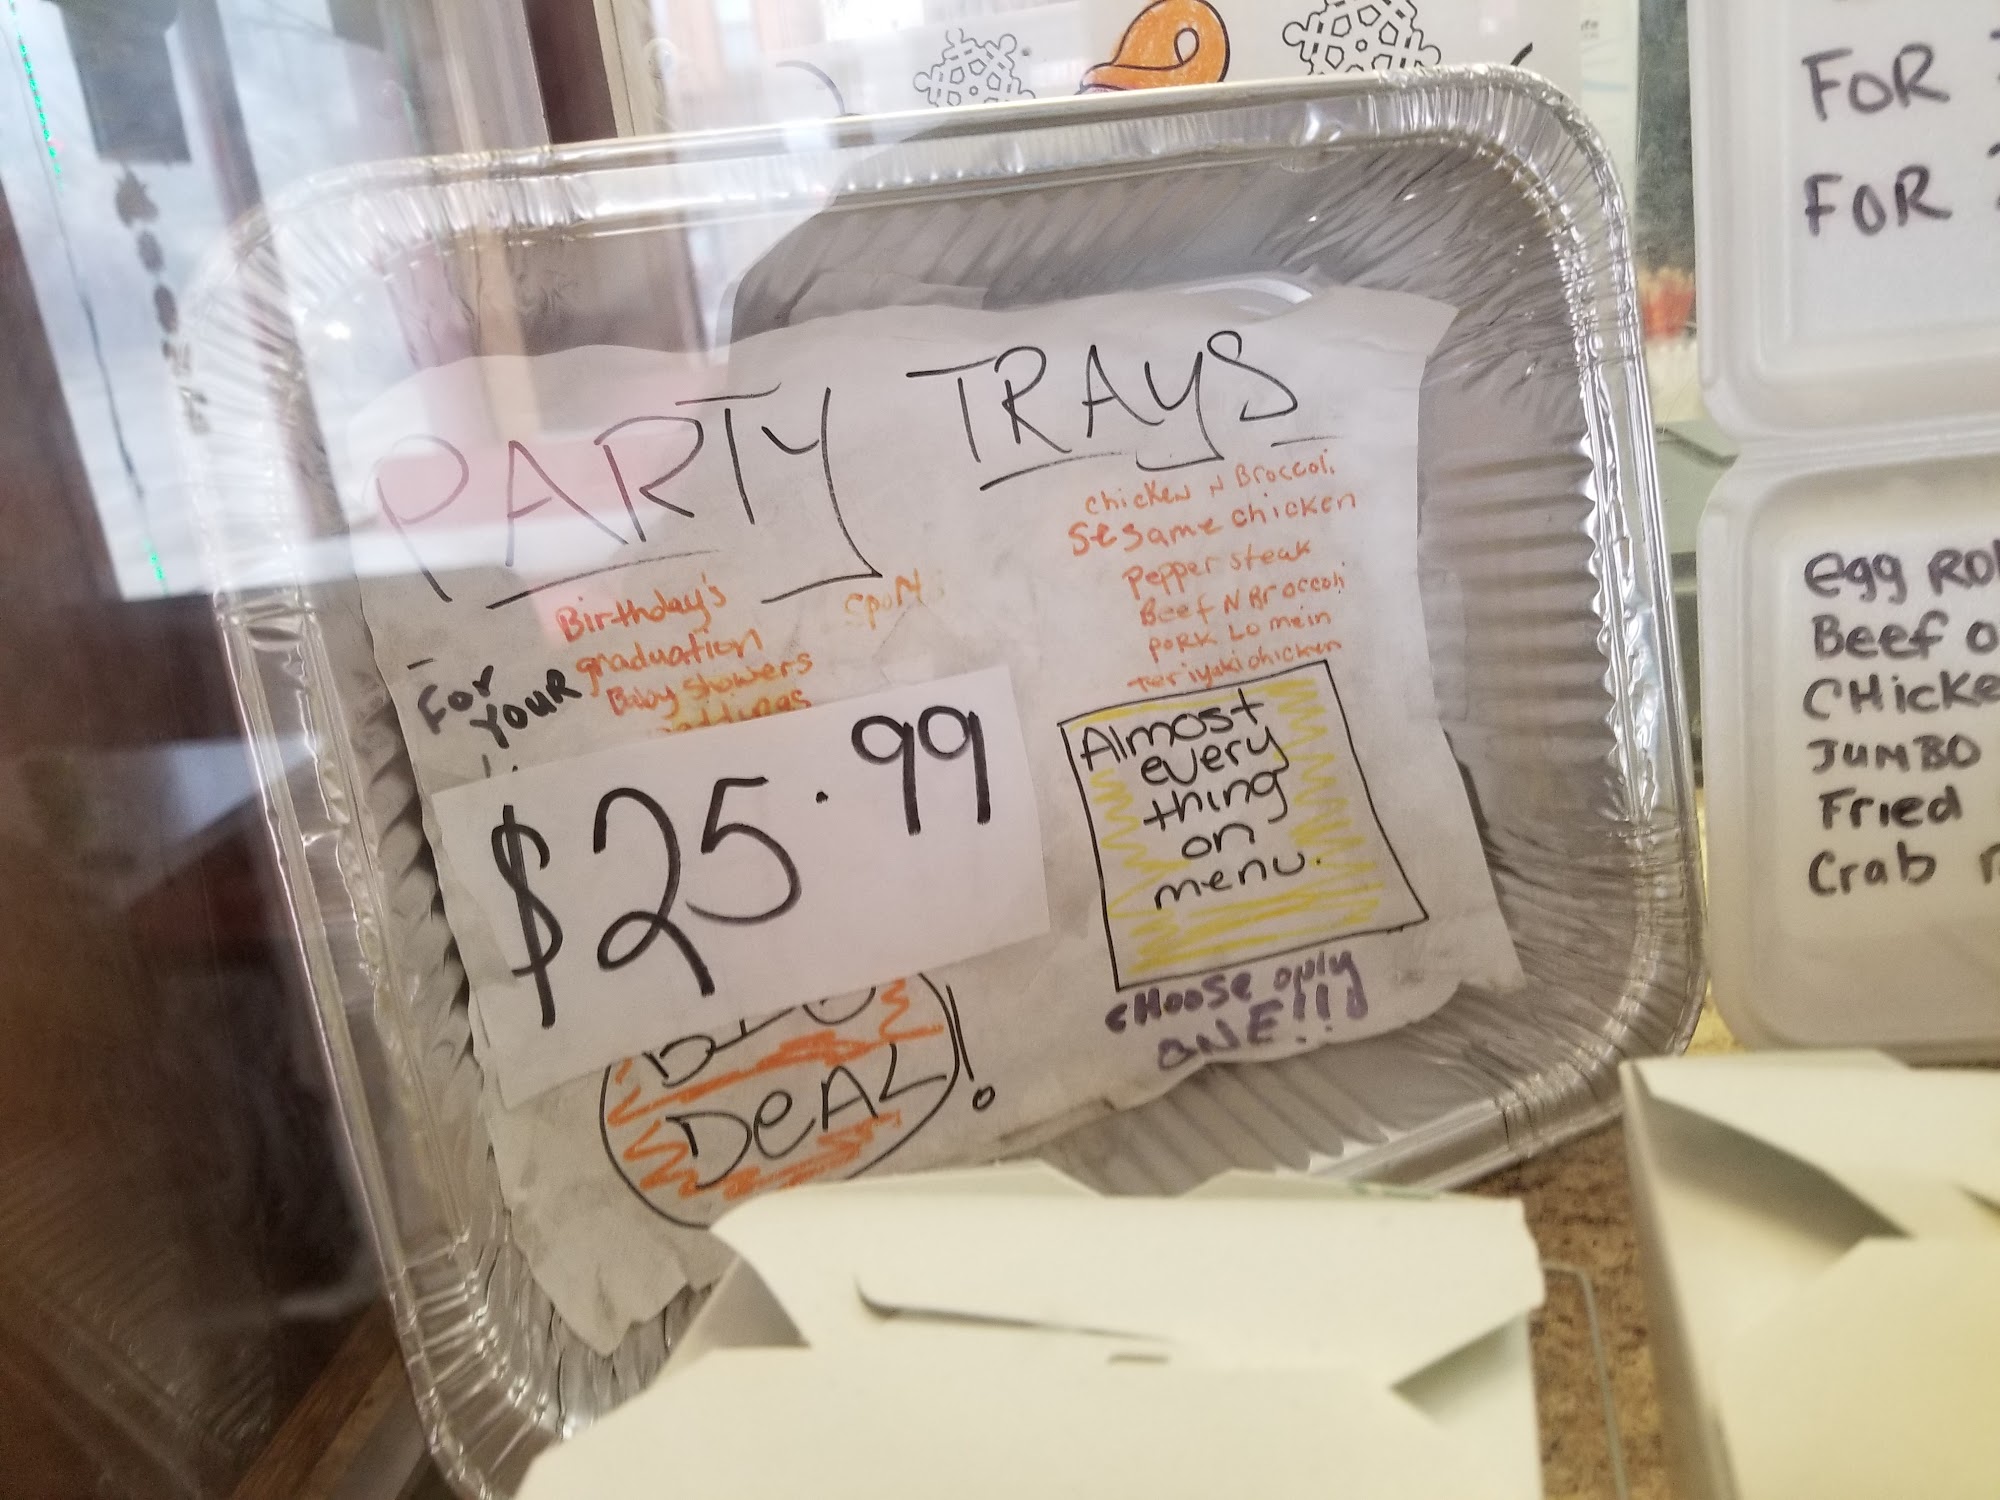 PARTY TRAYS
Birthday's
graduation
Baby showers
For
YOUR
$25.99
DeAL!
chicken N Broccoli
Sesame chicken
Pepper steak
Beef N Broccoli
Pork Lo mein
teriyaki chicken
Almost
every
thing
on
menu.
CHoose only
ONE!!!
FOR
FOR
egg
Beef
JUMBO
Fried
Crab